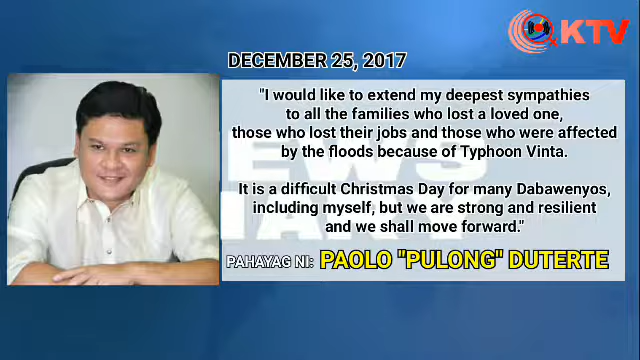 KTV
DECEMBER 25, 2017
"I would like to extend my deepest sympathies
to all the families who lost a loved one,
those who lost their jobs and those who were affected
by the floods because of Typhoon Vinta.
It is a difficult Christmas Day for many Dabawenyos,
including myself, but we are strong and resilient
and we shall move forward."
PAHAYAG NI: PAOLO "PULONG" DUTERTE